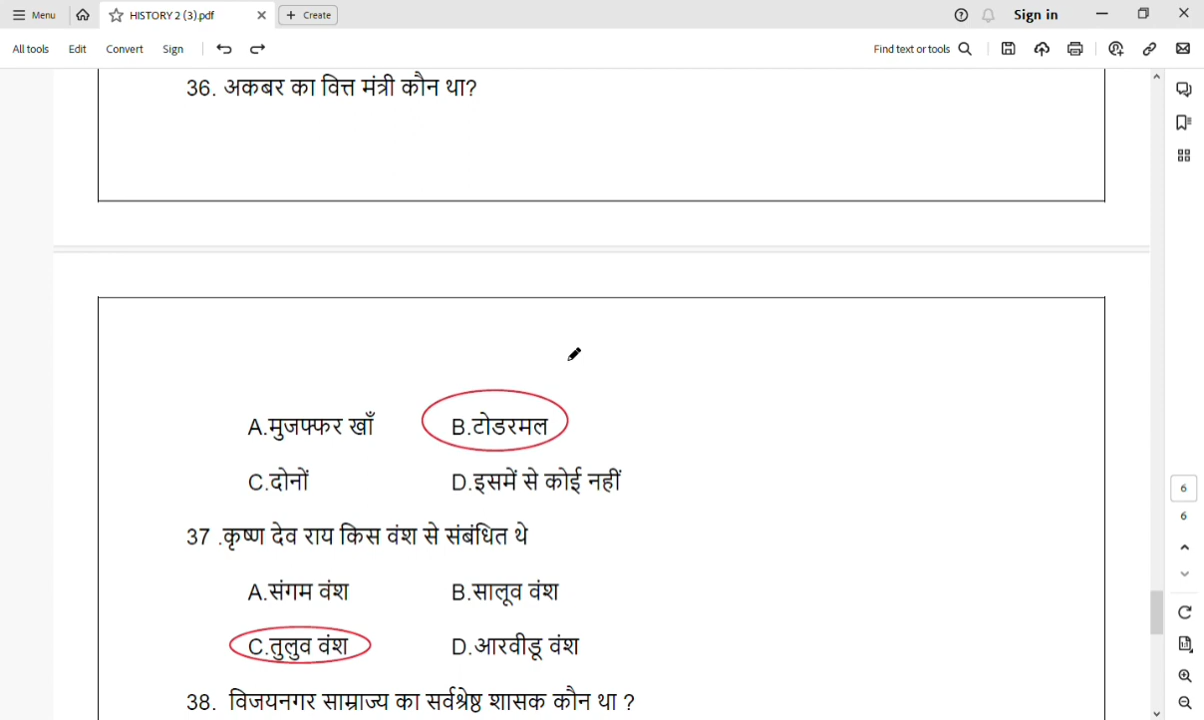 Menu HISTORY 2 (3).pdf Create Sign in
All tools Edit Convert Sign Find text or tools
36. अकबर का वित्त मंत्री कौन था?
A.मुजफ्फर खाँ B.टोडरमल
C.दोनों D.इसमें से कोई नहीं
37 .कृष्ण देव राय किस वंश से संबंधित थे
A.संगम वंश B.सालूव वंश
C.तुलुव वंश D.आरवीडू वंश
38. विजयनगर साम्राज्य का सर्वश्रेष्ठ शासक कौन था ?
6
6